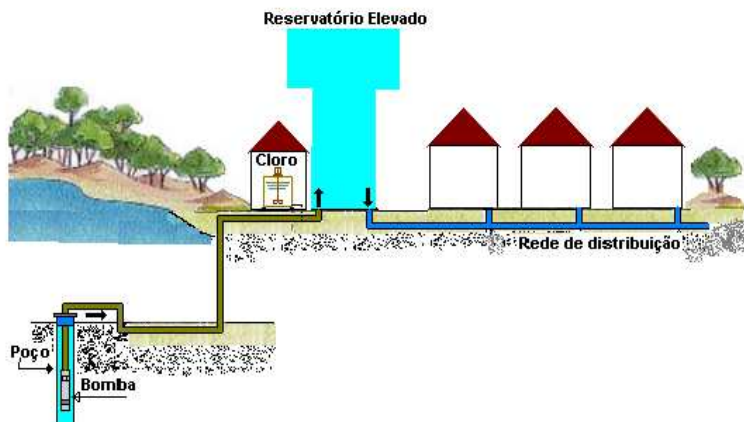 Reservatório Elevado
Cloro
Rede de distribuição
Poço
Bomba